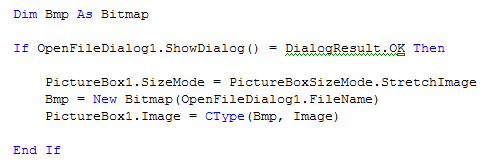 Dim Bmp As Bitmap
If OpenFileDialog1.ShowDialog() = DialogResult.OK Then
PictureBox1.SizeMode = PictureBoxSizeMode.StretchImage
Bmp = New Bitmap(OpenFileDialog1.FileName)
PictureBox1.Image = CType(Bmp, Image)
End If